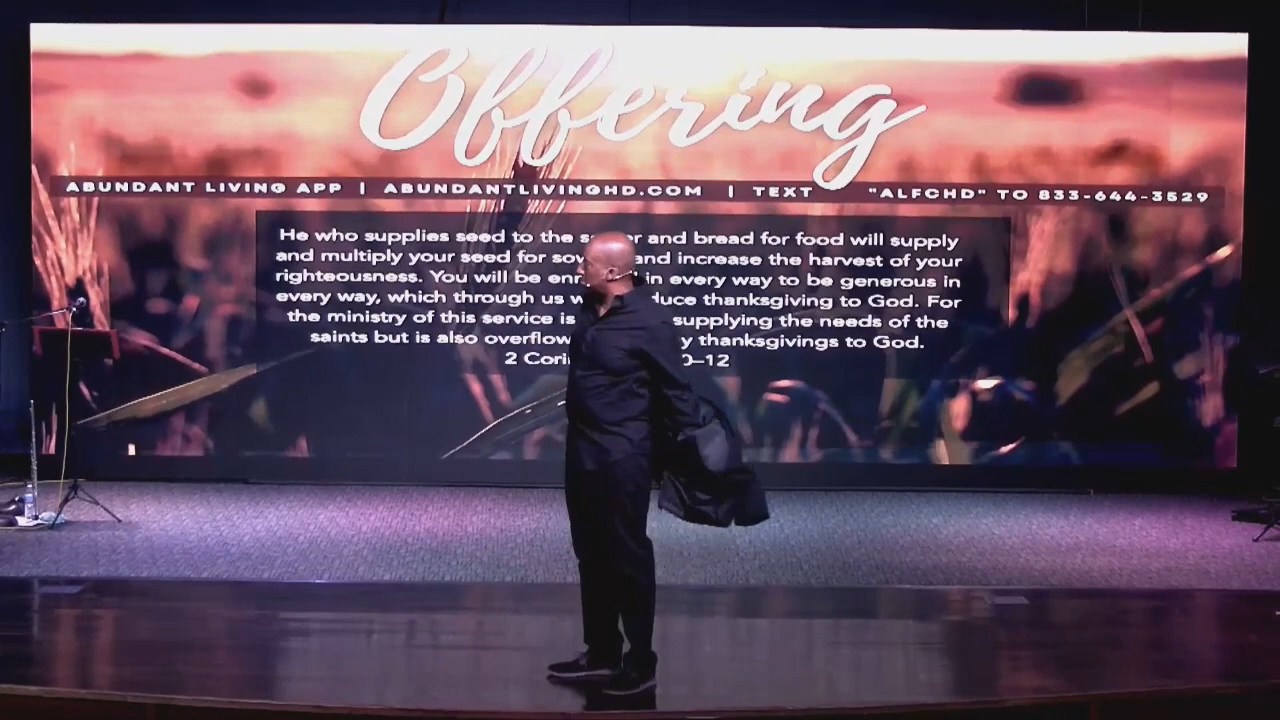 Offering
ABUNDANT LIVING APP | ABUNDANTLIVINGHD.COM | TEXT "ALFCHD" TO 833-644-3529
He who supplies seed to the and bread for food will supply
and multiply your seed for and increase the harvest of your
righteousness. You will be in every way to be generous in
every way, which through us thanksgiving to God. For
the ministry of this service is supplying the needs of the
saints but is also thanksgivings to God.
2